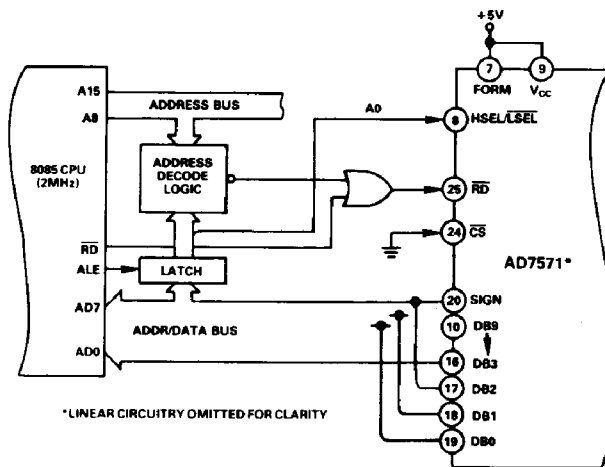 +5V
7
9
FORM
VCC
A15
ADDRESS BUS
A8
A0
8
HSEL/LSEL
8085 CPU
(2MHz)
ADDRESS
DECODE
LOGIC
25
RD
24
CS
RD
ALE
LATCH
AD7571*
AD7
20
SIGN
ADDR/DATA BUS
10
DB9
AD0
16
DB3
17
DB2
*LINEAR CIRCUITRY OMITTED FOR CLARITY
18
DB1
19
DB0